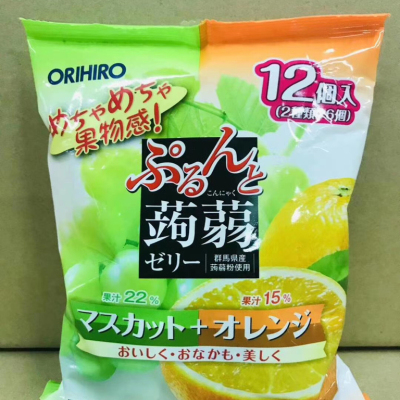 ORIHIRO
めちゃめちゃ
果物感!
12個入
(2種類×6個)
ぷるんと
こんにゃく
蒟蒻
ゼリー
群馬県産
蒟蒻粉使用
果汁22%
果汁15%
マスカット+オレンジ
おいしく・おなかも・美しく